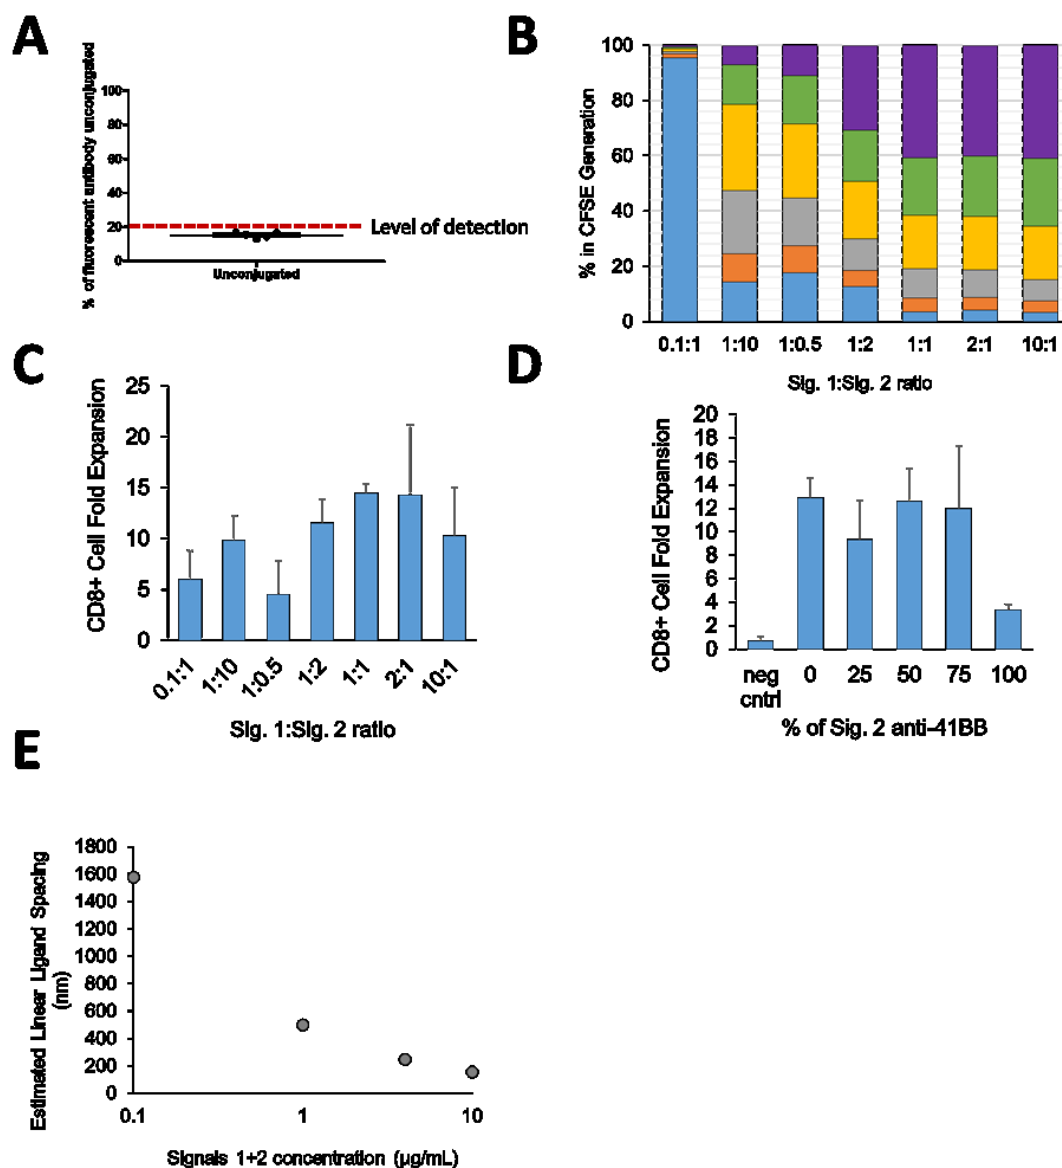 A
% of fluorescent antibody unconjugated
100
80
60
40
20
0
Level of detection
Unconjugated
B
% in CFSE Generation
100
80
60
40
20
0
0.1:1 1:10 1:0.5 1:2 1:1 2:1 10:1
Sig. 1:Sig. 2 ratio
C
CD8+ Cell Fold Expansion
25
20
15
10
5
0
0.1:1 1:10 1:0.5 1:2 1:1 2:1 10:1
Sig. 1:Sig. 2 ratio
D
CD8+ Cell Fold Expansion
20
18
16
14
12
10
8
6
4
2
0
neg 0 25 50 75 100
cntrl
% of Sig. 2 anti-41BB
E
Estimated Linear Ligand Spacing
(nm)
1800
1600
1400
1200
1000
800
600
400
200
0
0.1 1 10
Signals 1+2 concentration (µg/mL)